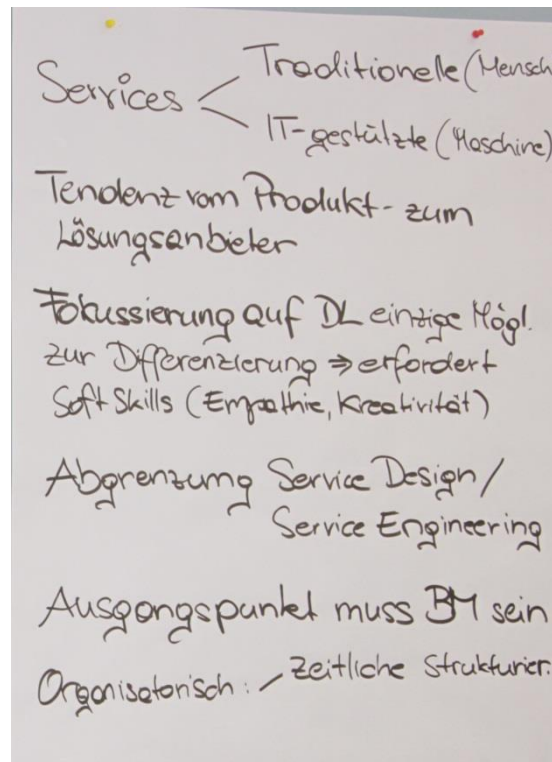 Services < Traditionelle (Mensch
IT-gestützte (Maschine)
Tendenz vom Produkt- zum
Lösungsanbieter
Fokussierung auf DL einzige Mögl.
zur Differenzierung ⇒ erfordert
Soft Skills (Empathie, Kreativität)
Abgrenzung Service Design /
Service Engineering
Ausgangspunkt muss BM sein
Organisatorisch: / zeitliche Strukturier.